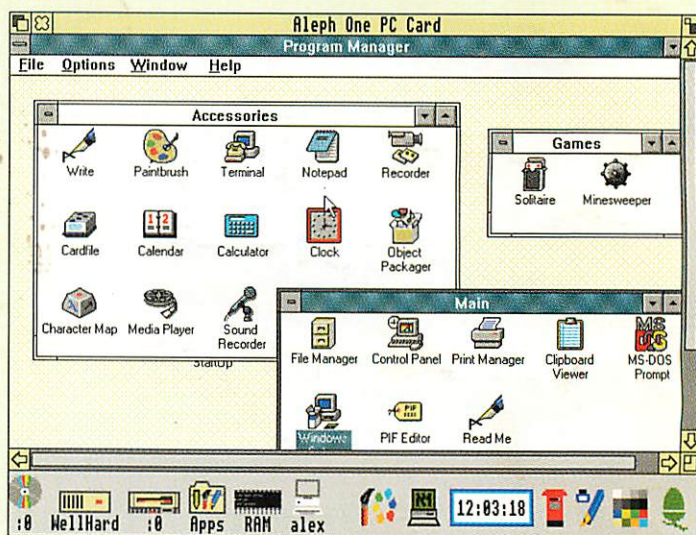 Aleph One PC Card
Program Manager
File Options Window Help
Accessories
Write Paintbrush Terminal Notepad Recorder
Cardfile Calendar Calculator Clock Object Packager
Character Map Media Player Sound Recorder
StartUp
Games
Solitaire Minesweeper
Main
File Manager Control Panel Print Manager Clipboard Viewer MS-DOS Prompt
Windows
PIF Editor Read Me
:0 WellHard :0 Apps RAM alex
12:03:18